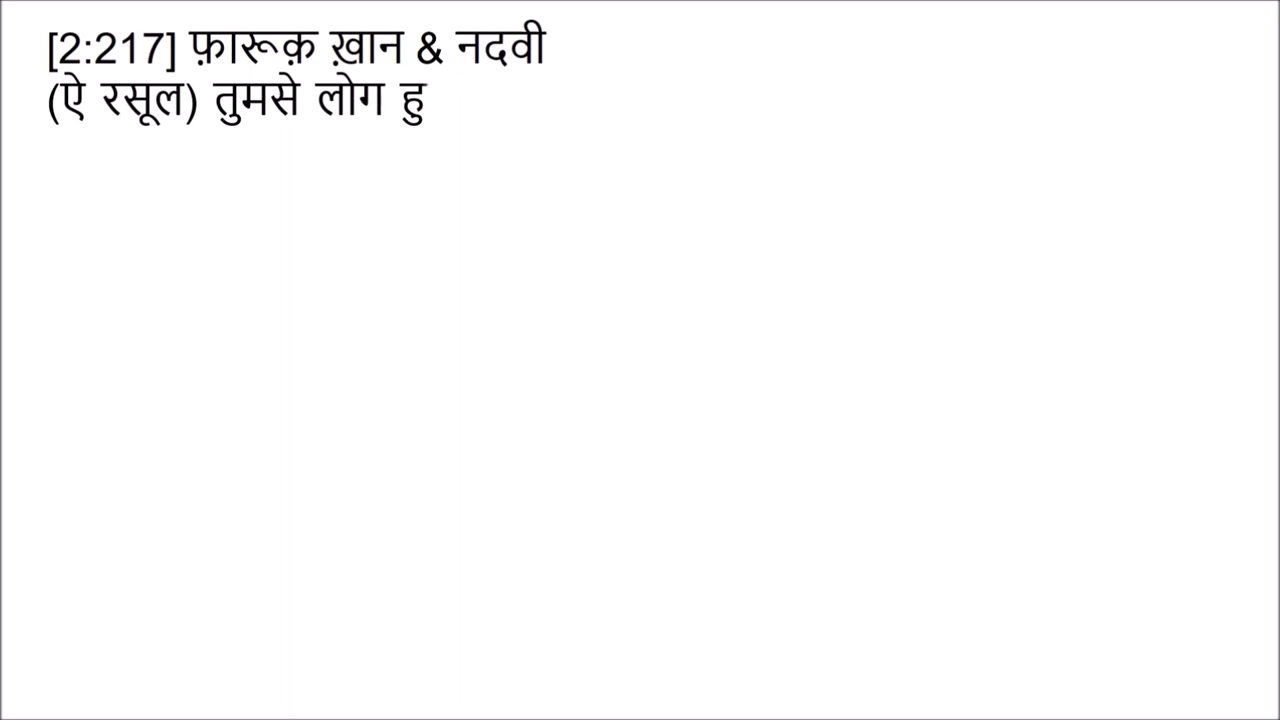 [2:217] फ़ारूक़ ख़ान & नदवी
(ऐ रसूल) तुमसे लोग हु